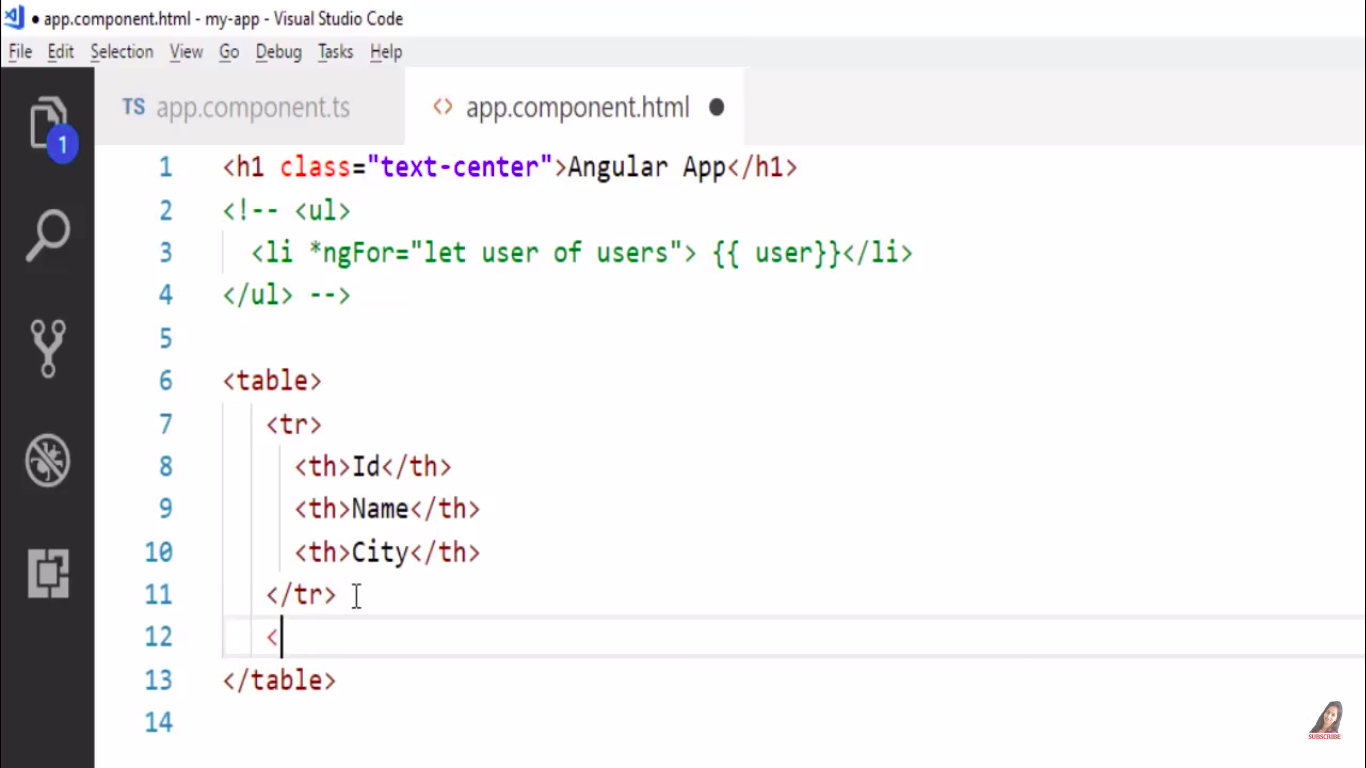 ● app.component.html - my-app - Visual Studio Code
File Edit Selection View Go Debug Tasks Help
TS app.component.ts <> app.component.html ●
1
1 <h1 class="text-center">Angular App</h1>
2 <!-- <ul>
3 <li *ngFor="let user of users"> {{ user}}</li>
4 </ul> -->
5
6 <table>
7 <tr>
8 <th>Id</th>
9 <th>Name</th>
10 <th>City</th>
11 </tr>
12 <
13 </table>
14
SUBSCRIBE